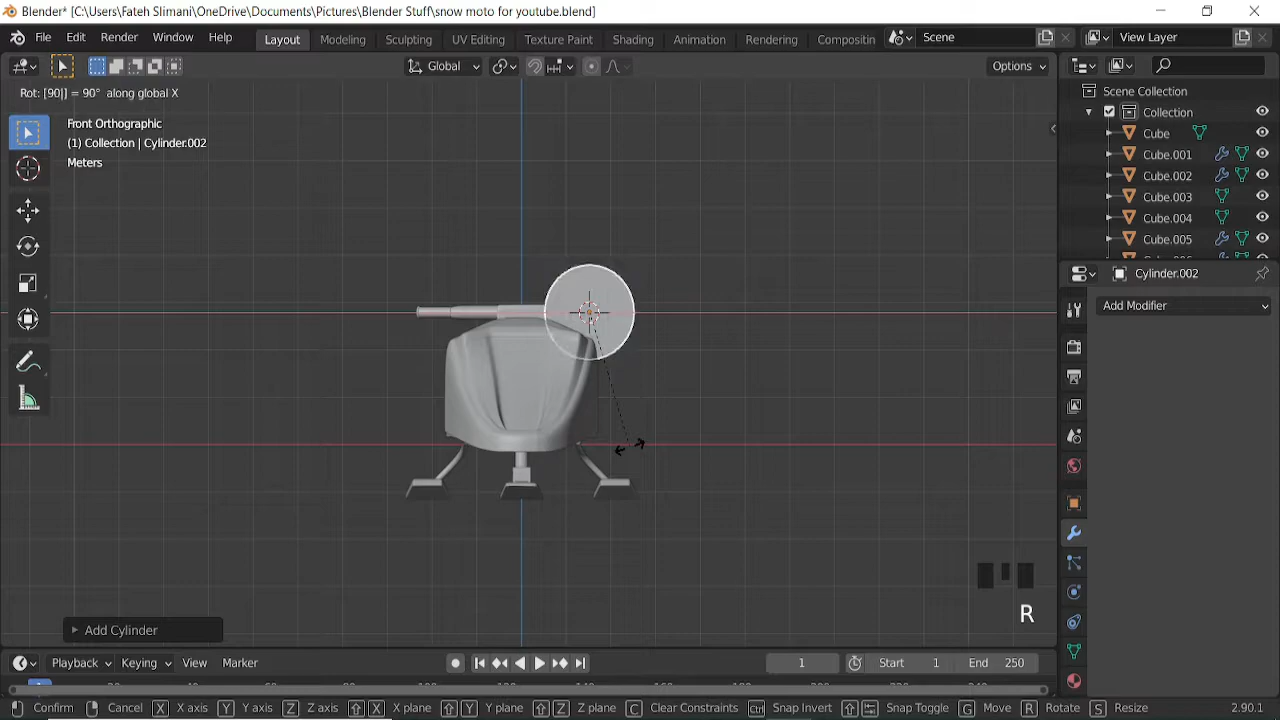 Blender* [C:\Users\Fateh Slimani\OneDrive\Documents\Pictures\Blender Stuff\snow moto for youtube.blend]
File Edit Render Window Help Layout Modeling Sculpting UV Editing Texture Paint Shading Animation Rendering Compositin Scene View Layer
Global Options
Rot: [90|] = 90° along global X
Front Orthographic
(1) Collection | Cylinder.002
Meters
Scene Collection
Collection
Cube
Cube.001
Cube.002
Cube.003
Cube.004
Cube.005
Cylinder.002
Add Modifier
R
Add Cylinder
Playback Keying View Marker 1 Start 1 End 250
Confirm Cancel X X axis Y Y axis Z Z axis X X plane Y Y plane Z Z plane C Clear Constraints Ctrl Snap Invert Snap Toggle G Move R Rotate S Resize 2.90.1